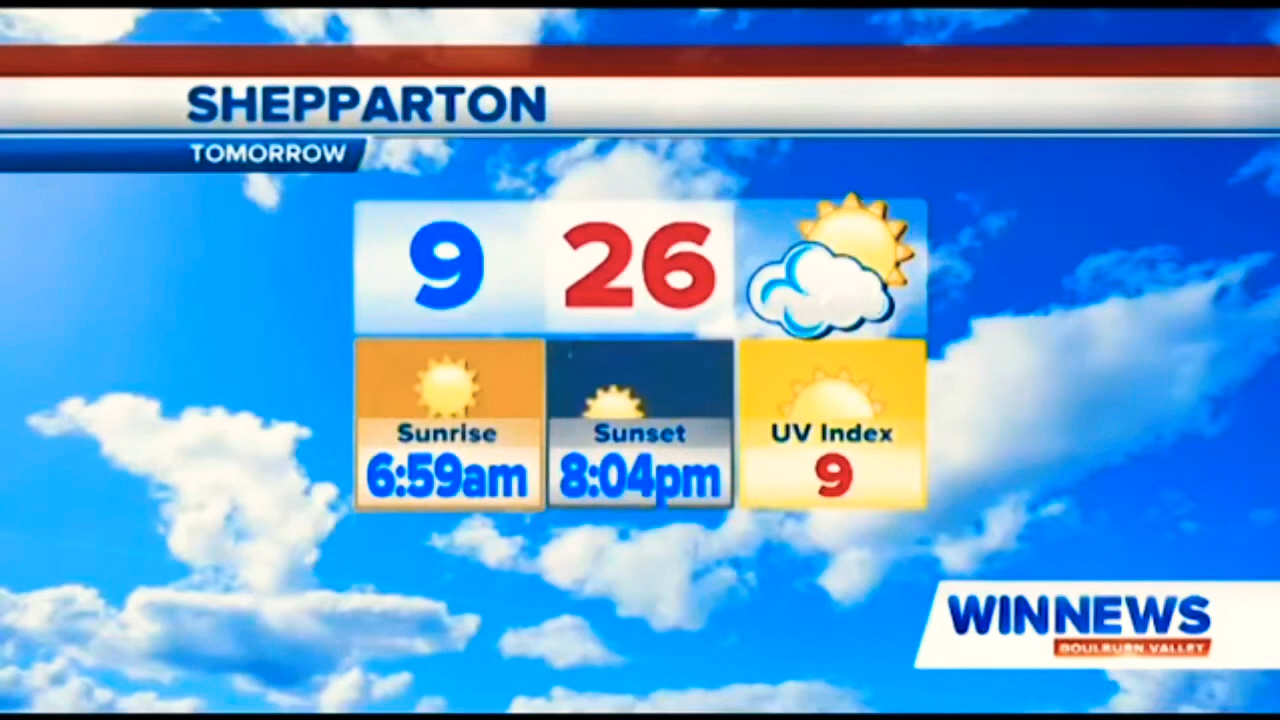 SHEPPARTON
TOMORROW
9 26
Sunrise Sunset UV Index
6:59am 8:04pm 9
WINNEWS
GOULBURN VALLEY